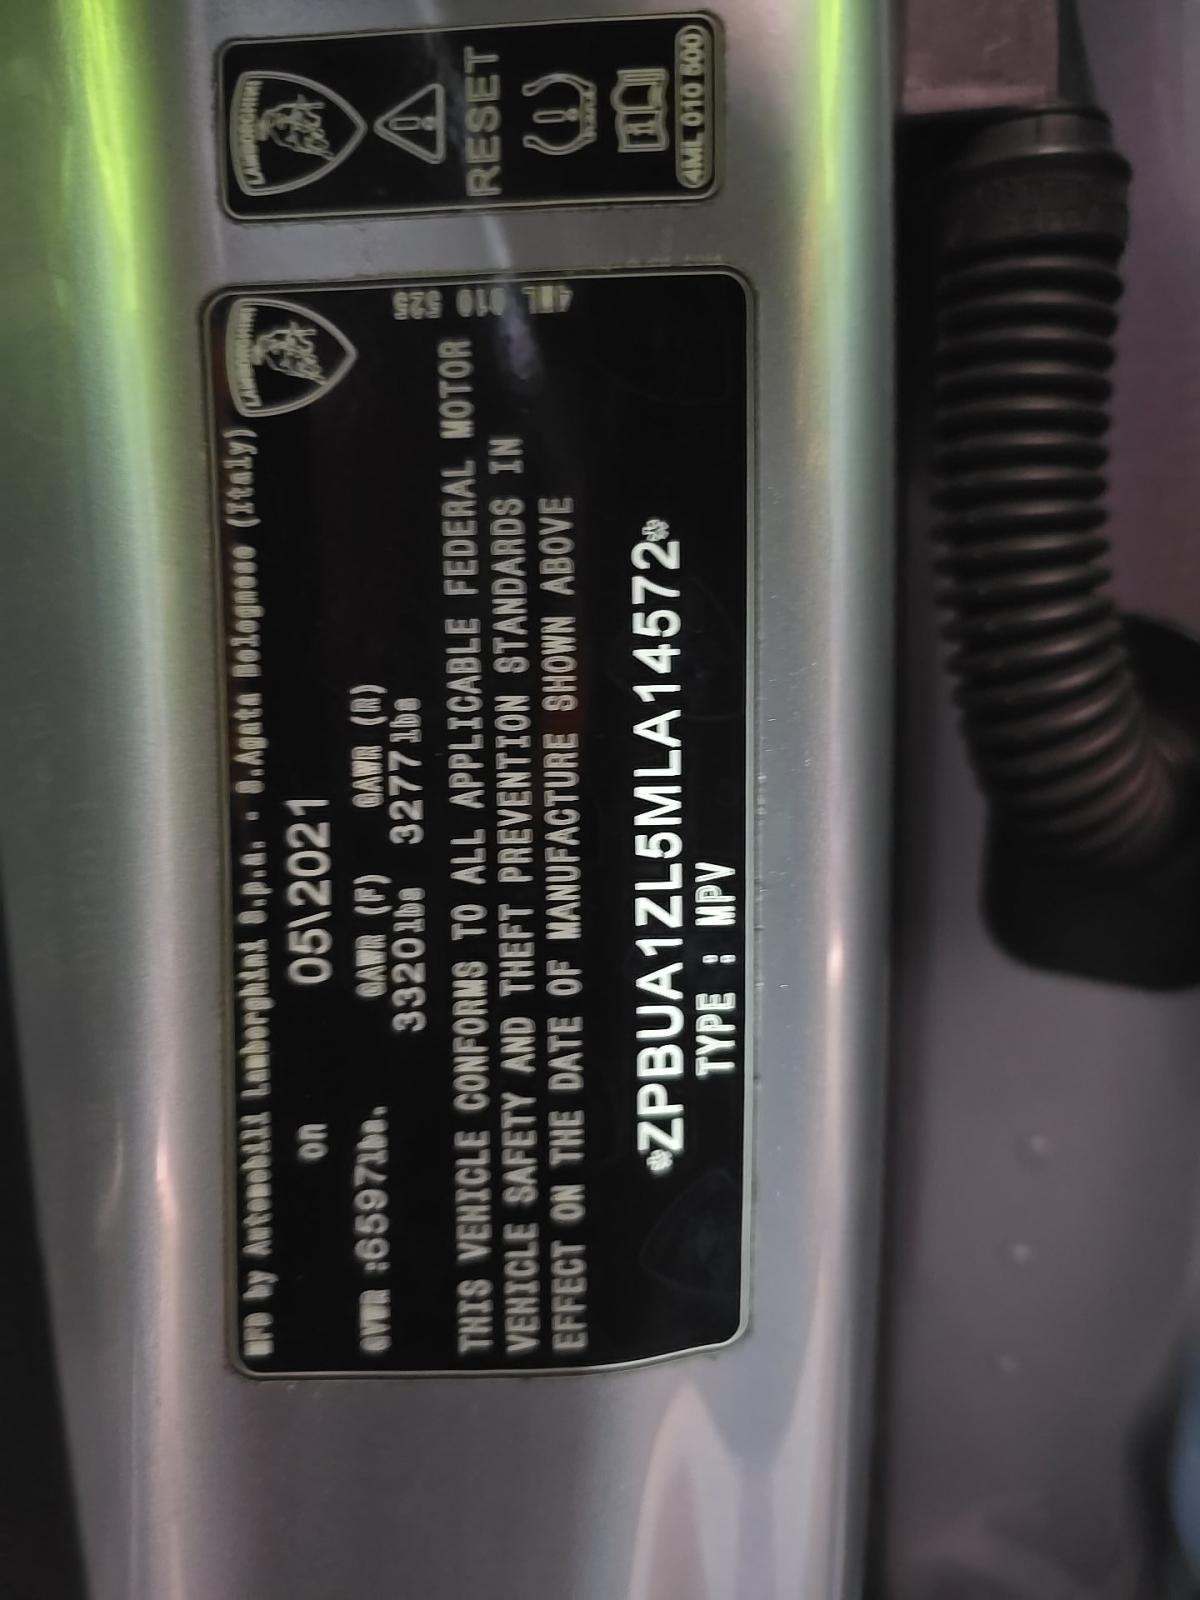 LAMBORGHINI
RESET
4ML 010 500
LAMBORGHINI
4ML 010 525
MFD by Automobili Lamborghini S.p.A. - S.Agata Bolognese (Italy)
on 05\2021
GVWR :6597lbs. GAWR (F) GAWR (R)
3320lbs 3277lbs
THIS VEHICLE CONFORMS TO ALL APPLICABLE FEDERAL MOTOR
VEHICLE SAFETY AND THEFT PREVENTION STANDARDS IN
EFFECT ON THE DATE OF MANUFACTURE SHOWN ABOVE
*ZPBUA1ZL5MLA14572*
TYPE : MPV